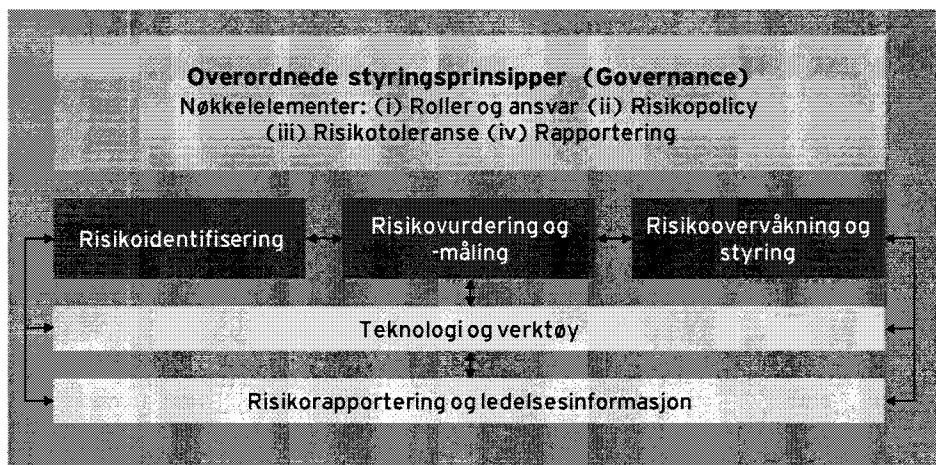 Overordnede styringsprinsipper (Governance)
Nøkkelelementer: (i) Roller og ansvar (ii) Risikopolicy
(iii) Risikotoleranse (iv) Rapportering
Risikoidentifisering
Risikovurdering og
-måling
Risikoovervåkning og
styring
Teknologi og verktøy
Risikorapportering og ledelsesinformasjon